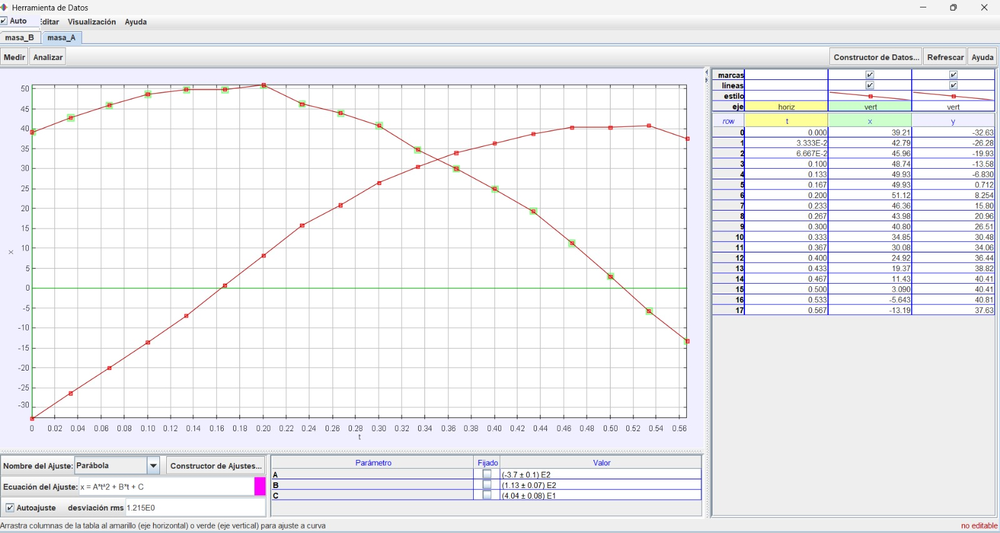 Herramienta de Datos
Auto :ditar Visualización Ayuda
masa_B masa_A
Medir Analizar Constructor de Datos... Refrescar Ayuda
marcas
líneas
estilo
eje horiz vert vert
row t x y
0 0.000 39.21 -32.63
1 3.333E-2 42.79 -26.28
2 6.667E-2 45.96 -19.93
3 0.100 48.74 -13.58
4 0.133 49.93 -6.830
5 0.167 49.93 0.712
6 0.200 51.12 8.254
7 0.233 46.36 15.80
8 0.267 43.98 20.96
9 0.300 40.80 26.51
10 0.333 34.85 30.48
11 0.367 30.08 34.06
12 0.400 24.92 36.44
13 0.433 19.37 38.82
14 0.467 11.43 40.41
15 0.500 3.090 40.41
16 0.533 -5.643 40.81
17 0.567 -13.19 37.63
50
45
40
35
30
25
20
15
10
5
0
-5
-10
-15
-20
-25
-30
x
0 0.02 0.04 0.06 0.08 0.10 0.12 0.14 0.16 0.18 0.20 0.22 0.24 0.26 0.28 0.30 0.32 0.34 0.36 0.38 0.40 0.42 0.44 0.46 0.48 0.50 0.52 0.54 0.56
t
Nombre del Ajuste: Parábola Constructor de Ajustes...
Ecuación del Ajuste: x = A*t^2 + B*t + C
Autoajuste desviación rms 1.215E0
Parámetro Fijado Valor
A (-3.7 ± 0.1) E2
B (1.13 ± 0.07) E2
C (4.04 ± 0.08) E1
Arrastra columnas de la tabla al amarillo (eje horizontal) o verde (eje vertical) para ajuste a curva no editable